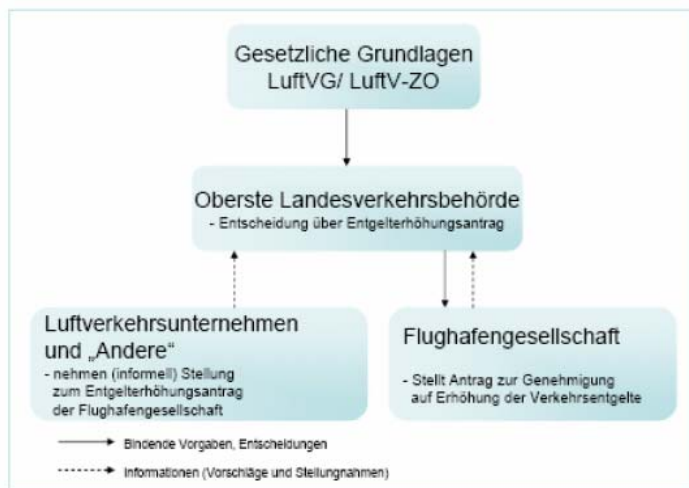 Gesetzliche Grundlagen
LuftVG/ LuftV-ZO
Oberste Landesverkehrsbehörde
- Entscheidung über Entgelterhöhungsantrag
Luftverkehrsunternehmen
und „Andere“
- nehmen (informell) Stellung
zum Entgelterhöhungsantrag
der Flughafengesellschaft
Flughafengesellschaft
- Stellt Antrag zur Genehmigung
auf Erhöhung der Verkehrsentgelte
Bindende Vorgaben, Entscheidungen
Informationen (Vorschläge und Stellungnahmen)